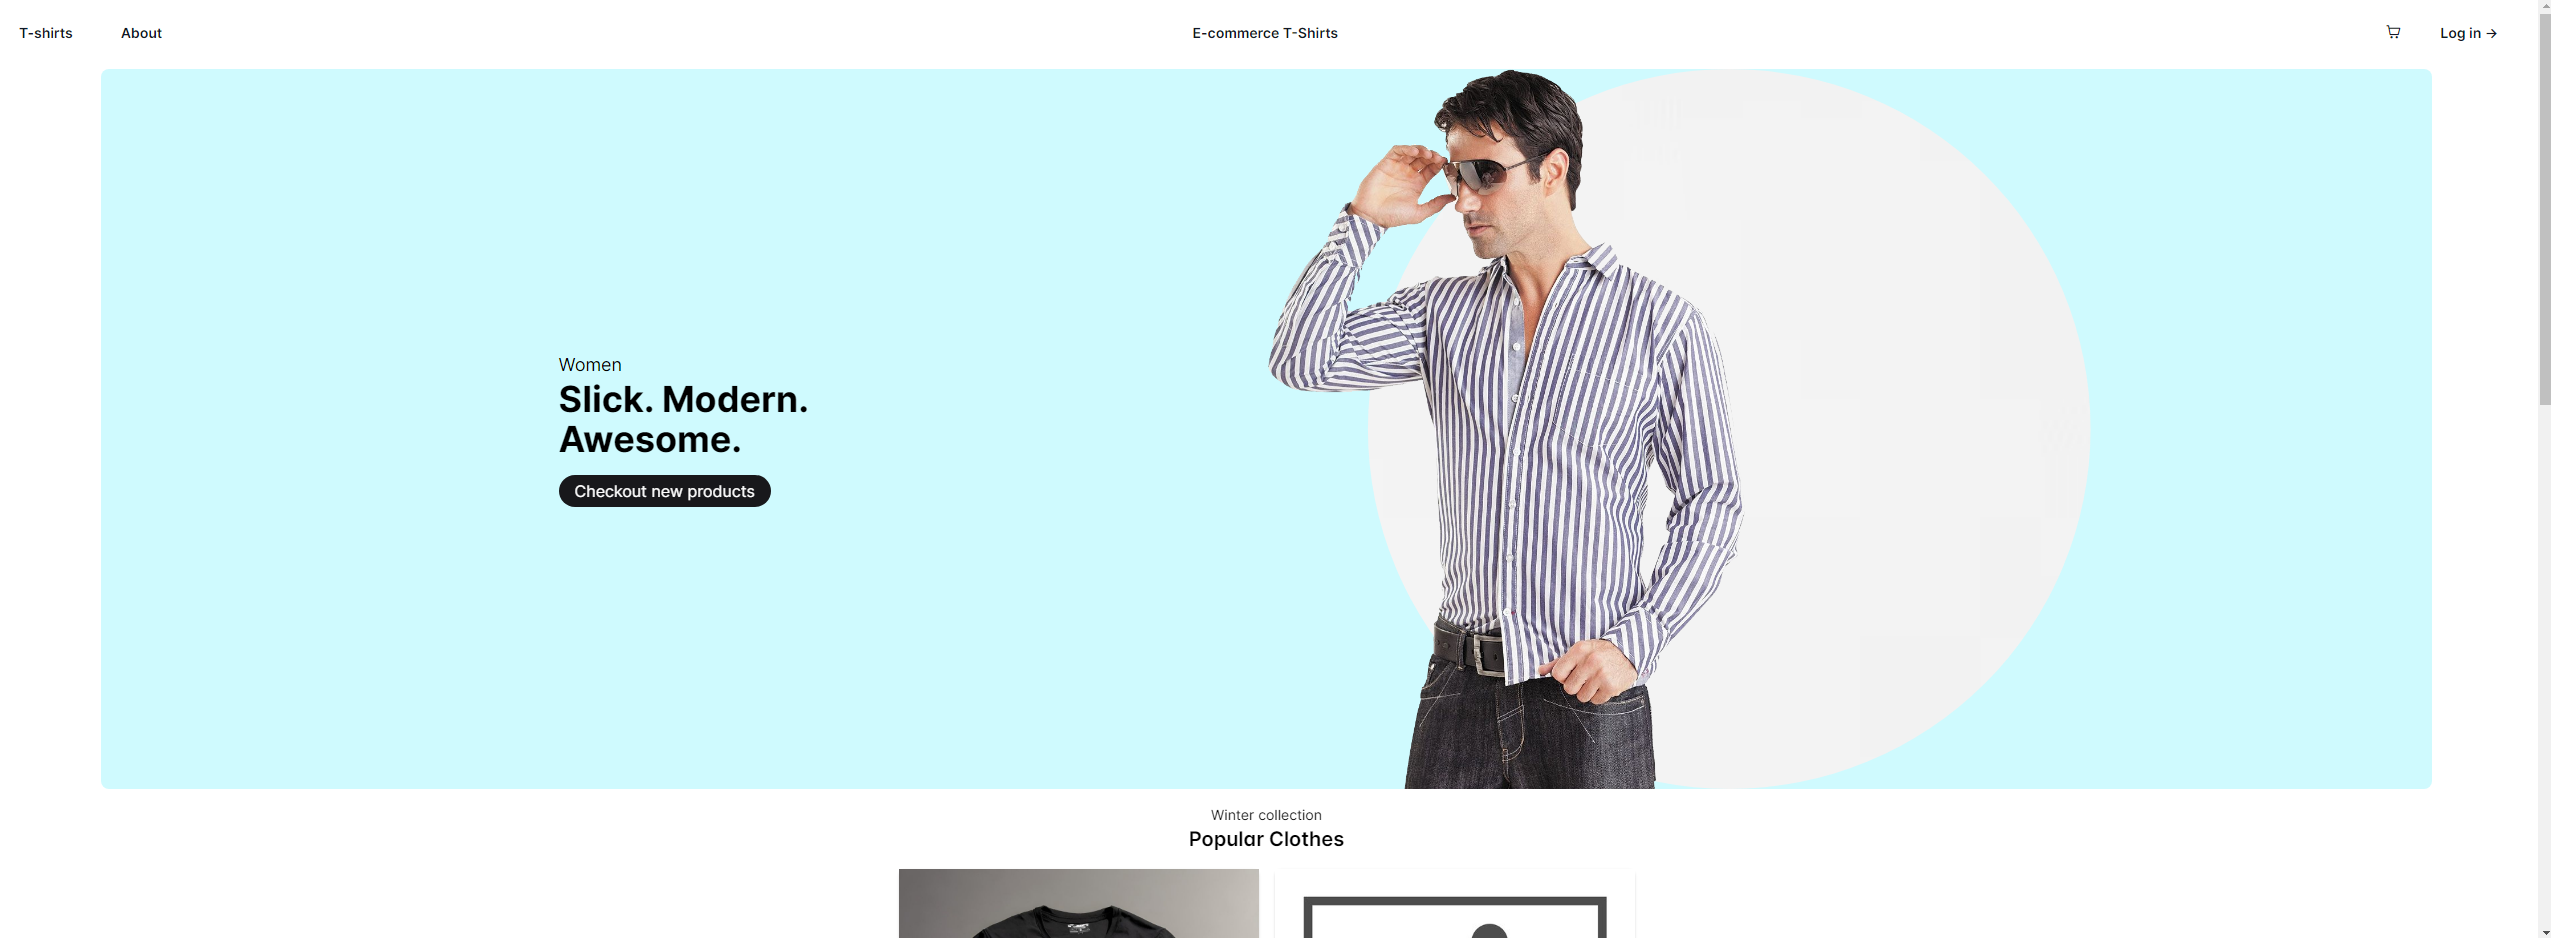 T-shirts
About
E-commerce T-Shirts
Log in →
Women
Slick. Modern.
Awesome.
Checkout new products
Winter collection
Popular Clothes